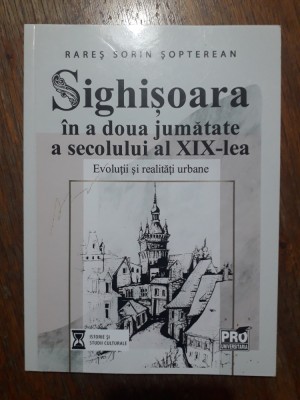 RAREȘ SORIN ȘOPTEREAN
Sighișoara
în a doua jumătate
a secolului al XIX-lea
Evoluții și realități urbane
ISTORIE ȘI
STUDII CULTURALE
PRO
UNIVERSITARIA